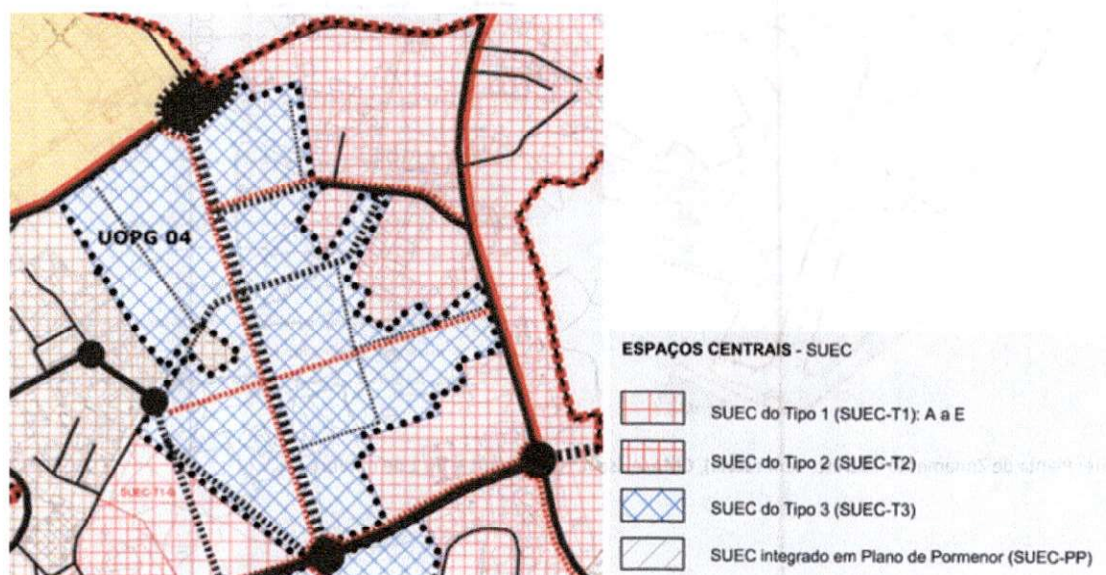 UOPG 04
ESPAÇOS CENTRAIS - SUEC
SUEC do Tipo 1 (SUEC-T1): A a E
SUEC do Tipo 2 (SUEC-T2)
SUEC do Tipo 3 (SUEC-T3)
SUEC integrado em Plano de Pormenor (SUEC-PP)